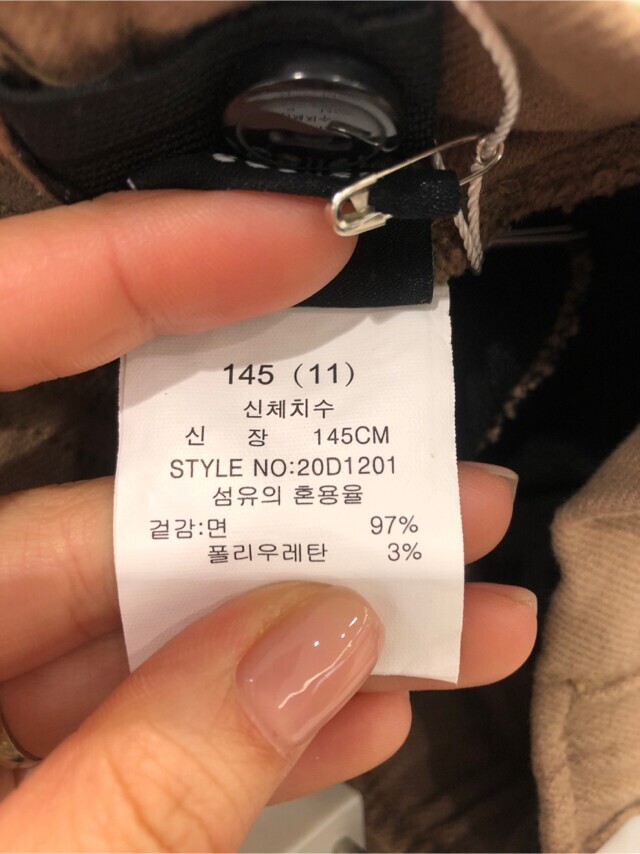 145 (11)
신체치수
신 장 145CM
STYLE NO:20D1201
섬유의 혼용율
겉감:면 97%
폴리우레탄 3%